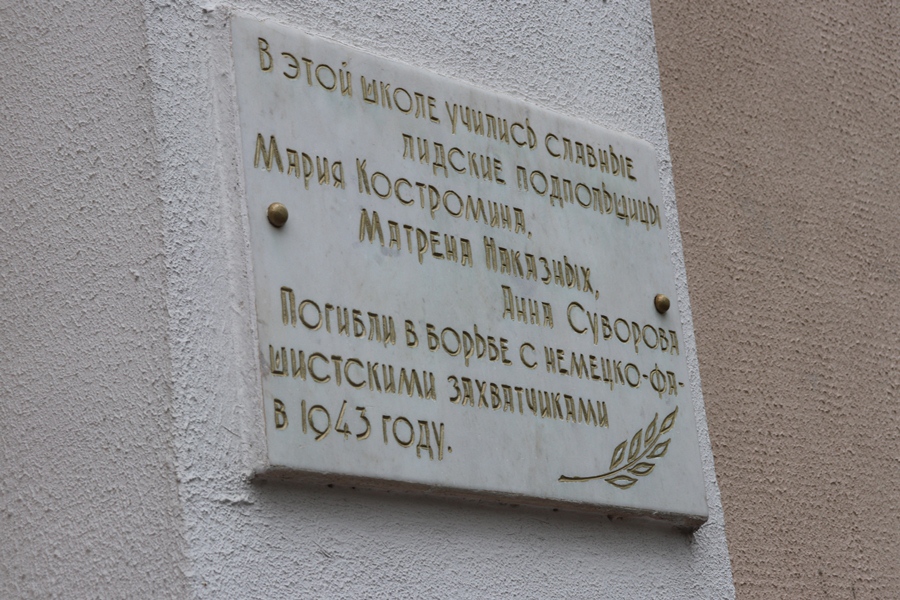 В этой школе учились славные
лидские подпольщицы
Мария Костромина,
Матрена Наказных,
Анна Суворова
Погибли в борьбе с немецко-фа-
шистскими захватчиками
в 1943 году.